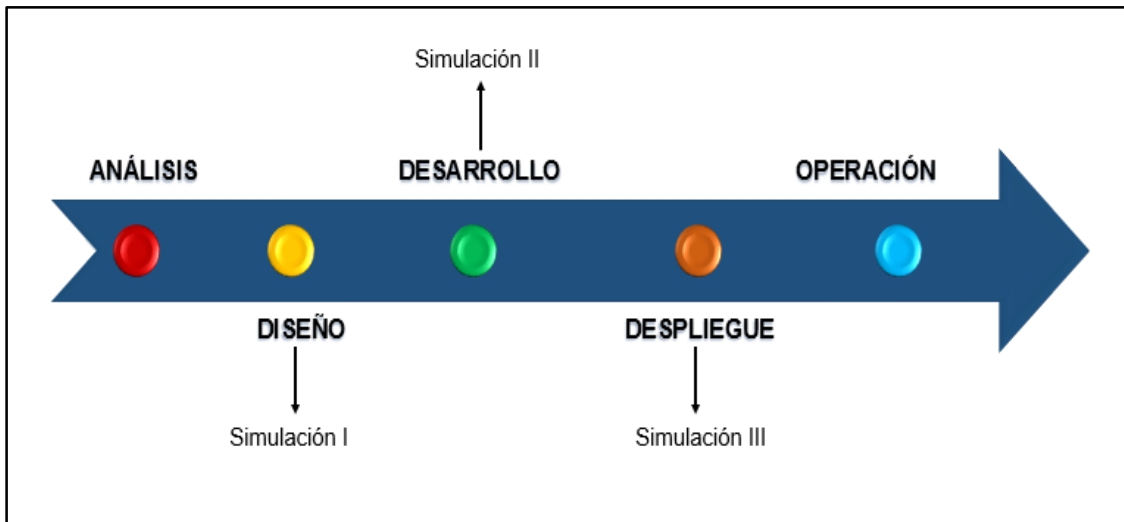 Simulación II
ANÁLISIS
DESARROLLO
OPERACIÓN
DISEÑO
DESPLIEGUE
Simulación I
Simulación III